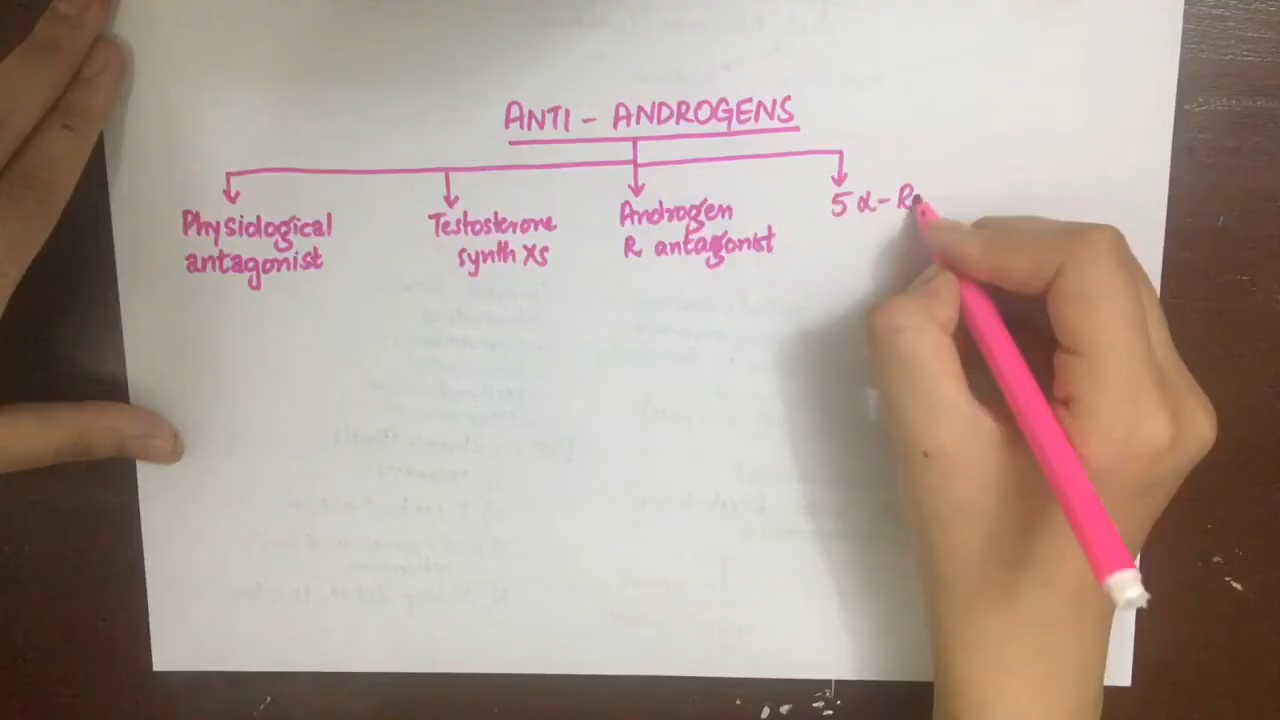 ANTI - ANDROGENS
Physiological
antagonist
Testosterone
synth Xs
Androgen
R antagonist
5 α - R